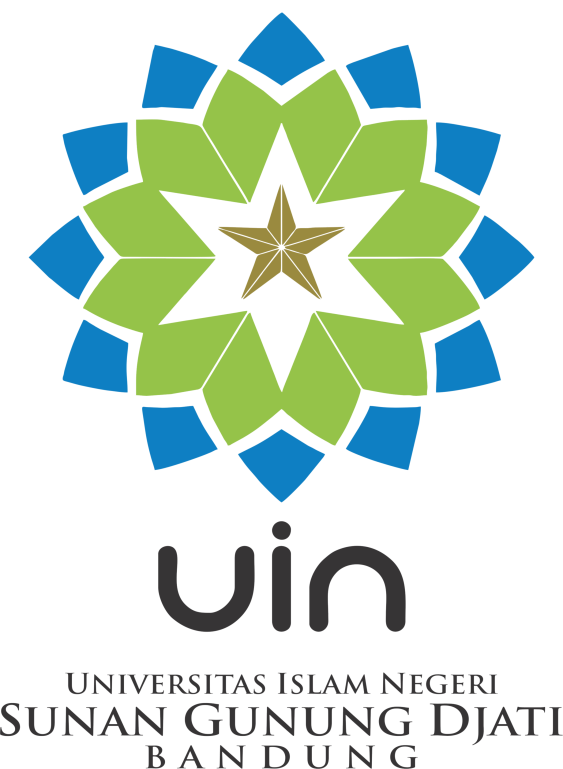 uin
UNIVERSITAS ISLAM NEGERI
SUNAN GUNUNG DJATI
BANDUNG